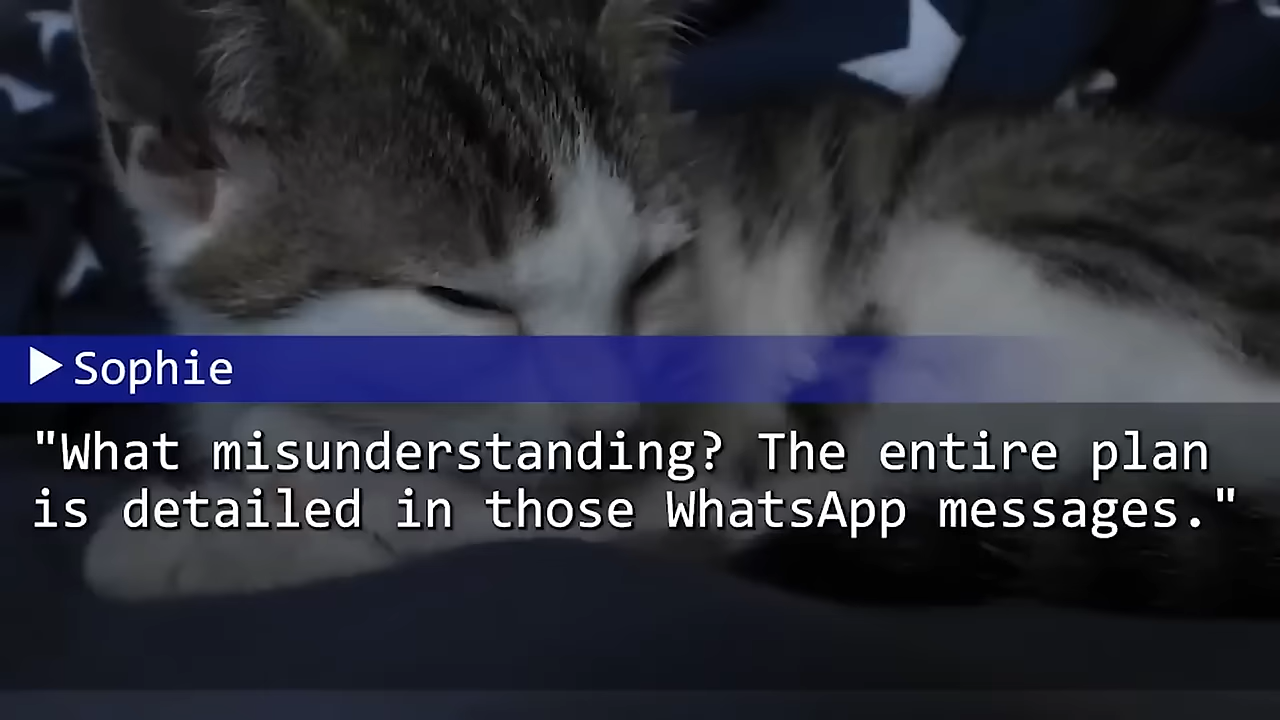 Sophie
"What misunderstanding? The entire plan
is detailed in those WhatsApp messages."